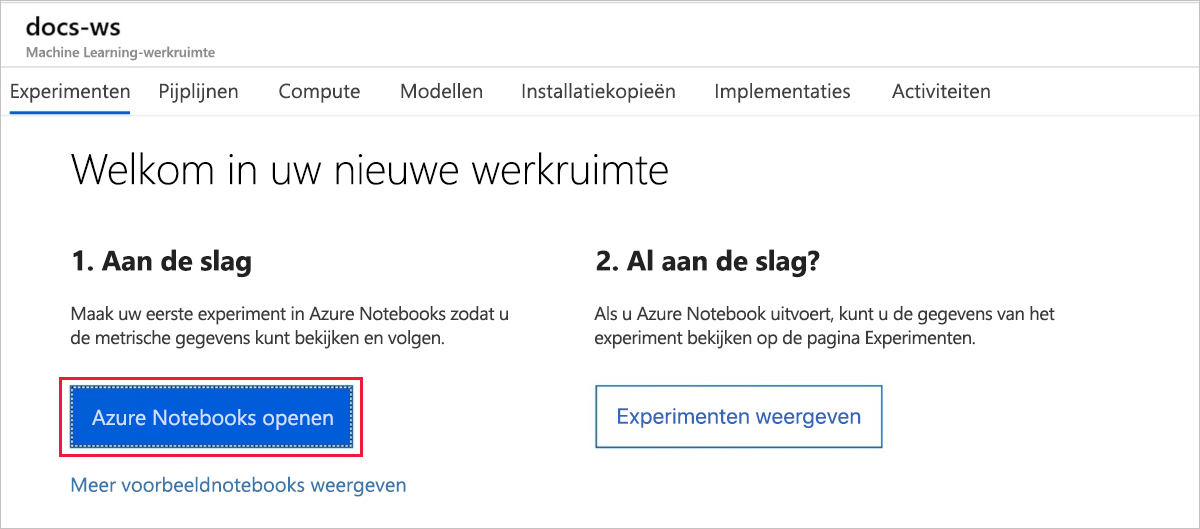 docs-ws
Machine Learning-werkruimte
Experimenten Pijplijnen Compute Modellen Installatiekopieën Implementaties Activiteiten
Welkom in uw nieuwe werkruimte
1. Aan de slag
Maak uw eerste experiment in Azure Notebooks zodat u
de metrische gegevens kunt bekijken en volgen.
Azure Notebooks openen
Meer voorbeeldnotebooks weergeven
2. Al aan de slag?
Als u Azure Notebook uitvoert, kunt u de gegevens van het
experiment bekijken op de pagina Experimenten.
Experimenten weergeven